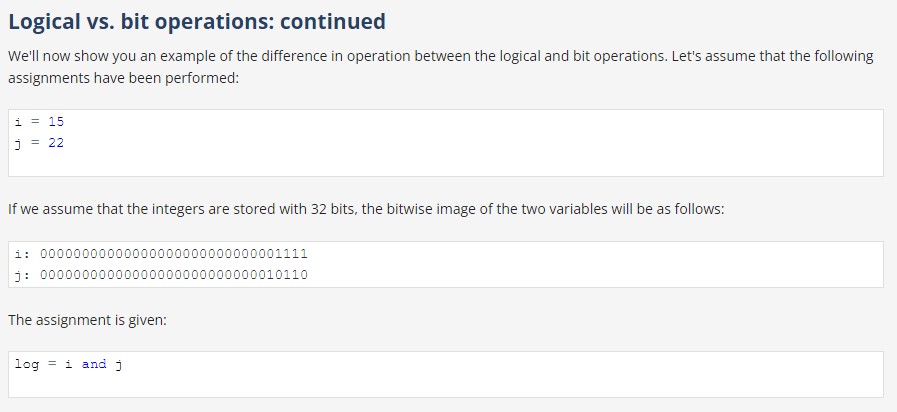 Logical vs. bit operations: continued
We'll now show you an example of the difference in operation between the logical and bit operations. Let's assume that the following
assignments have been performed:
i = 15
j = 22
If we assume that the integers are stored with 32 bits, the bitwise image of the two variables will be as follows:
i: 00000000000000000000000000001111
j: 00000000000000000000000000010110
The assignment is given:
log = i and j